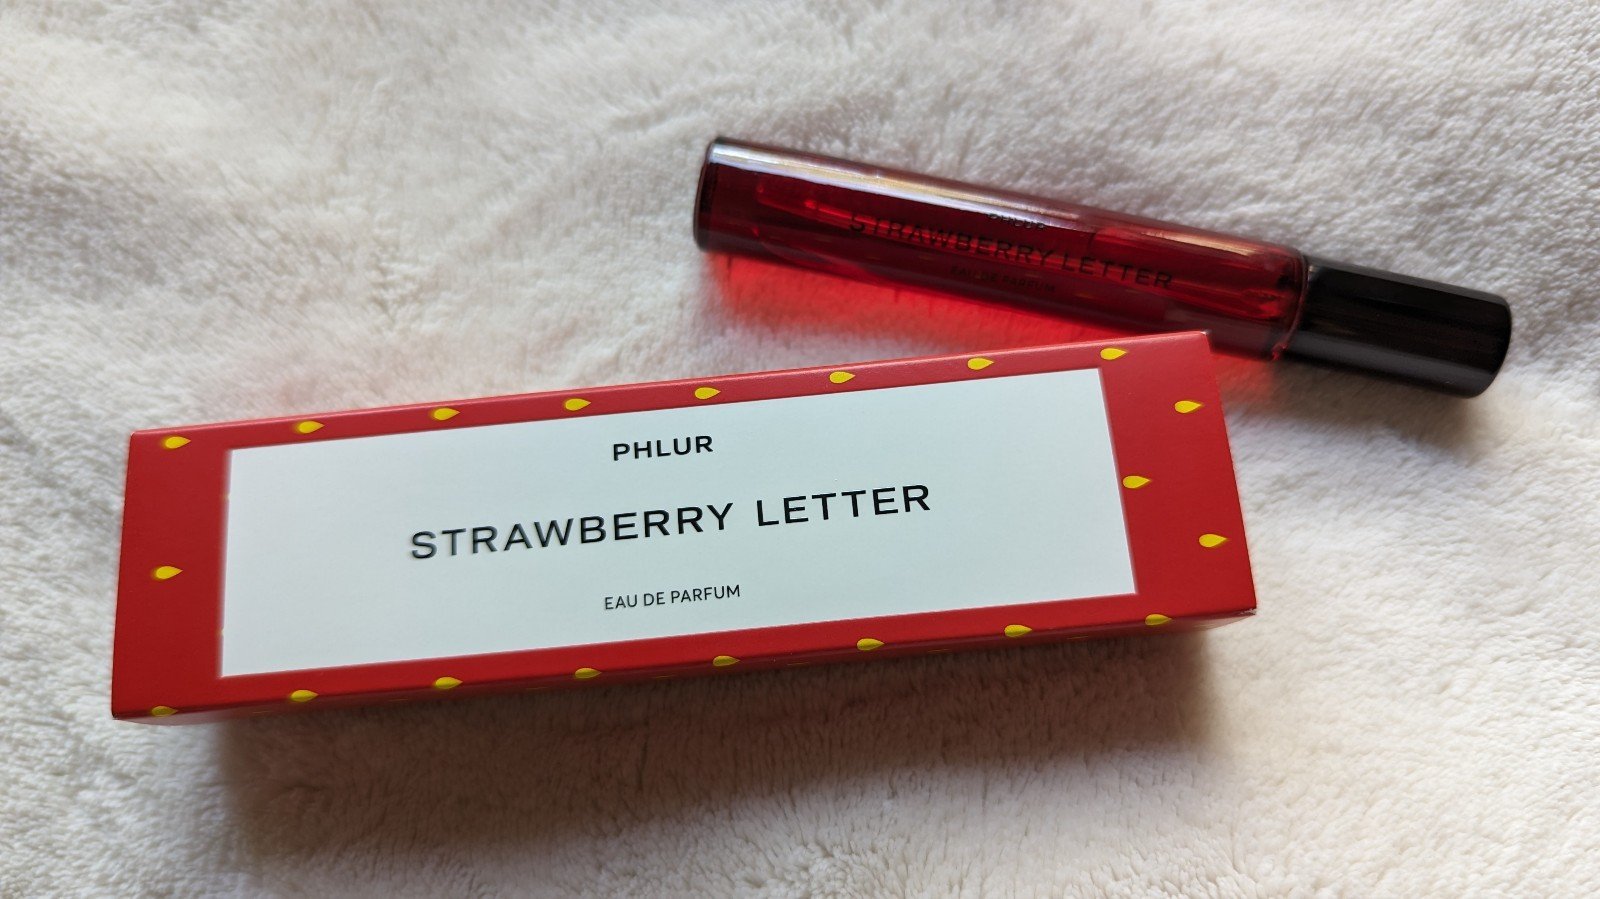 PHLUR
STRAWBERRY LETTER
EAU DE PARFUM
PHLUR
STRAWBERRY LETTER
EAU DE PARFUM